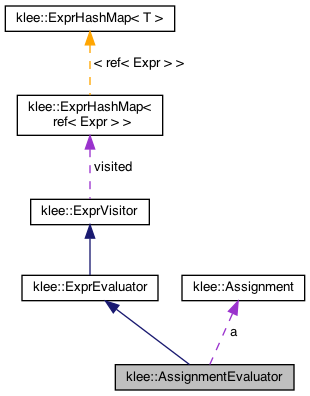 klee::ExprHashMap< T >
< ref< Expr > >
klee::ExprHashMap<
ref< Expr > >
visited
klee::ExprVisitor
klee::ExprEvaluator
klee::Assignment
a
klee::AssignmentEvaluator